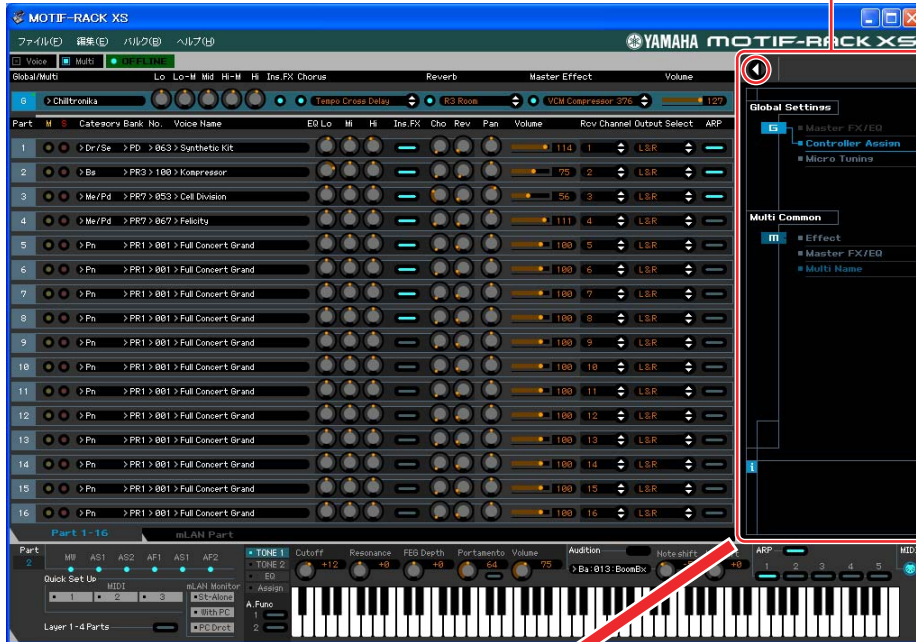 MOTIF-RACK XS
ファイル(F) 編集(E) バルク(B) ヘルプ(H)
YAMAHA MOTIF-RACK XS
Voice Multi OFFLINE
Global/Multi Lo Lo-M Mid Hi-M Hi Ins.FX Chorus Reverb Master Effect Volume
G > Chilltronika Tempo Cross Delay R3 Room VCM Compressor 376 127
Part M S Category Bank No. Voice Name EQ Lo Mi Hi Ins.FX Cho Rev Pan Volume Rcv Channel Output Select ARP
1 > Dr/Se > PD > 063 > Synthetic Kit 114 1 L&R
2 > Bs > PR3 > 100 > Kompressor 75 2 L&R
3 > Me/Pd > PR7 > 053 > Cell Division 56 3 L&R
4 > Me/Pd > PR7 > 067 > Felicity 111 4 L&R
5 > Pn > PR1 > 001 > Full Concert Grand 100 5 L&R
6 > Pn > PR1 > 001 > Full Concert Grand 100 6 L&R
7 > Pn > PR1 > 001 > Full Concert Grand 100 7 L&R
8 > Pn > PR1 > 001 > Full Concert Grand 100 8 L&R
9 > Pn > PR1 > 001 > Full Concert Grand 100 9 L&R
10 > Pn > PR1 > 001 > Full Concert Grand 100 10 L&R
11 > Pn > PR1 > 001 > Full Concert Grand 100 11 L&R
12 > Pn > PR1 > 001 > Full Concert Grand 100 12 L&R
13 > Pn > PR1 > 001 > Full Concert Grand 100 13 L&R
14 > Pn > PR1 > 001 > Full Concert Grand 100 14 L&R
15 > Pn > PR1 > 001 > Full Concert Grand 100 15 L&R
16 > Pn > PR1 > 001 > Full Concert Grand 100 16 L&R
Part 1-16 mLAN Part
Global Settings
G Master FX/EQ
Controller Assign
Micro Tuning
Multi Common
m Effect
Master FX/EQ
Multi Name
i
Part
2
MW AS1 AS2 AF1 AS1 AF2
Quick Set Up
MIDI
1 2 3
mLAN Monitor
St-Alone
With PC
PC Drct
Layer 1-4 Parts
TONE 1
TONE 2
EQ
Assign
A.Func
1
2
Cutoff Resonance FEG Depth Portamento Volume
+12 +0 +0 64 75
Audition
> Ba:013:BoomBx
Note shift
+0
ARP
1 2 3 4 5
MIDI